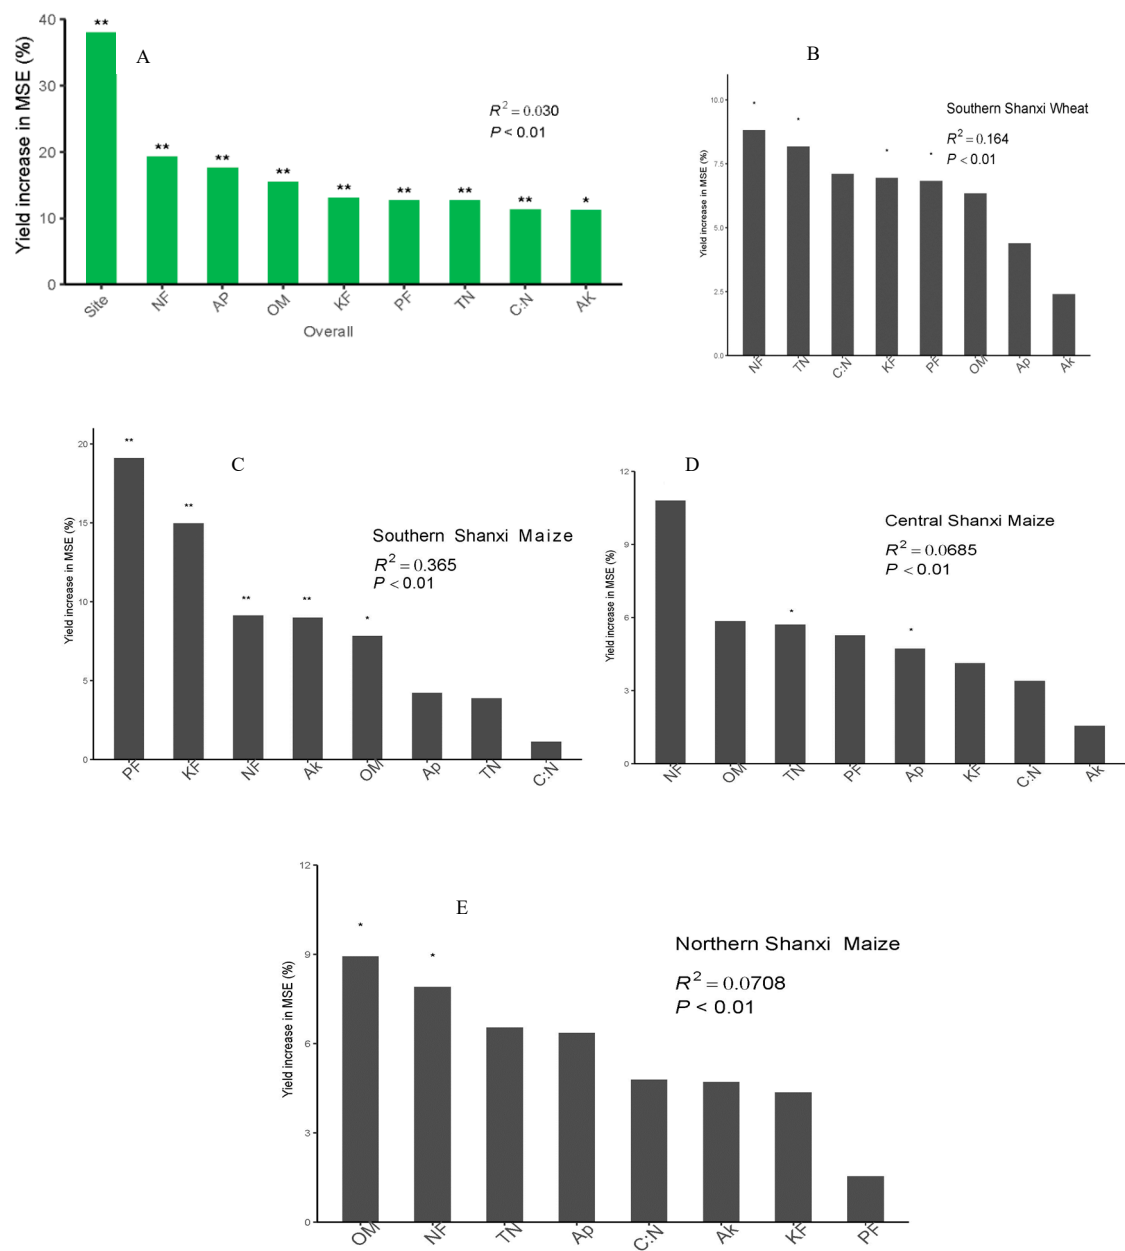 A
Yield increase in MSE (%)
40
30
20
10
0
**
**
**
**
**
**
**
**
*
R2 = 0.030
P < 0.01
Site
NF
AP
OM
KF
PF
TN
C:N
AK
Overall
B
Yield increase in MSE (%)
10.0
7.5
5.0
2.5
0.0
*
*
*
*
Southern Shanxi Wheat
R2 = 0.164
P < 0.01
NF
TN
C:N
KF
PF
OM
Ap
Ak
C
Yield increase in MSE (%)
20
15
10
5
0
**
**
**
**
*
Southern Shanxi Maize
R2 = 0.365
P < 0.01
PF
KF
NF
Ak
OM
Ap
TN
C:N
D
Yield increase in MSE (%)
12
9
6
3
0
*
*
Central Shanxi Maize
R2 = 0.0685
P < 0.01
NF
OM
TN
PF
Ap
KF
C:N
Ak
E
Yield increase in MSE (%)
12
9
6
3
0
*
*
Northern Shanxi Maize
R2 = 0.0708
P < 0.01
OM
NF
TN
Ap
C:N
Ak
KF
PF